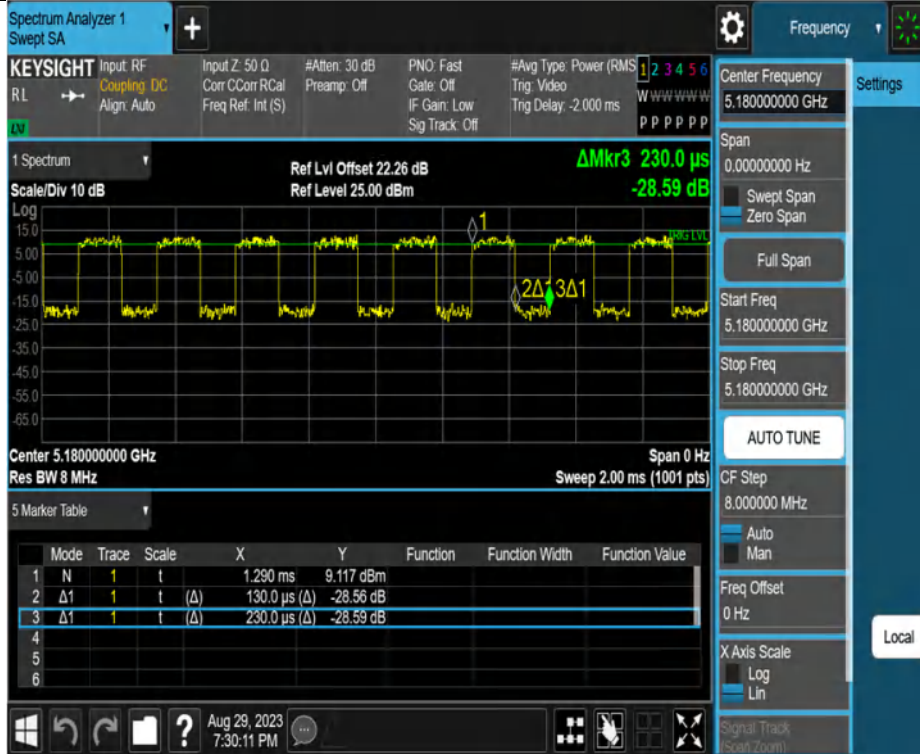 Spectrum Analyzer 1
Swept SA
+
Frequency
KEYSIGHT Input: RF Input Z: 50 Ω #Atten: 30 dB PNO: Fast #Avg Type: Power (RMS 1 2 3 4 5 6
RL Coupling: DC Corr CCorr RCal Preamp: Off Gate: Off Trig: Video W W W W W W
Align: Auto Freq Ref: Int (S) IF Gain: Low Trig Delay: -2.000 ms P P P P P P
Sig Track: Off
LXI
Center Frequency
5.180000000 GHz
Settings
Span
0.00000000 Hz
Swept Span
Zero Span
Full Span
Start Freq
5.180000000 GHz
Stop Freq
5.180000000 GHz
AUTO TUNE
CF Step
8.000000 MHz
Auto
Man
Freq Offset
0 Hz
X Axis Scale
Log
Lin
Signal Track
(Span Zoom)
Local
1 Spectrum
Scale/Div 10 dB
Ref Lvl Offset 22.26 dB
Ref Level 25.00 dBm
ΔMkr3 230.0 μs
-28.59 dB
Log
15.0
5.00
-5.00
-15.0
-25.0
-35.0
-45.0
-55.0
-65.0
1
TRIG LVL
2Δ1 3Δ1
Center 5.180000000 GHz Span 0 Hz
Res BW 8 MHz Sweep 2.00 ms (1001 pts)
5 Marker Table
Mode Trace Scale X Y Function Function Width Function Value
1 N 1 t 1.290 ms 9.117 dBm
2 Δ1 1 t (Δ) 130.0 μs (Δ) -28.56 dB
3 Δ1 1 t (Δ) 230.0 μs (Δ) -28.59 dB
4
5
6
? Aug 29, 2023
7:30:11 PM